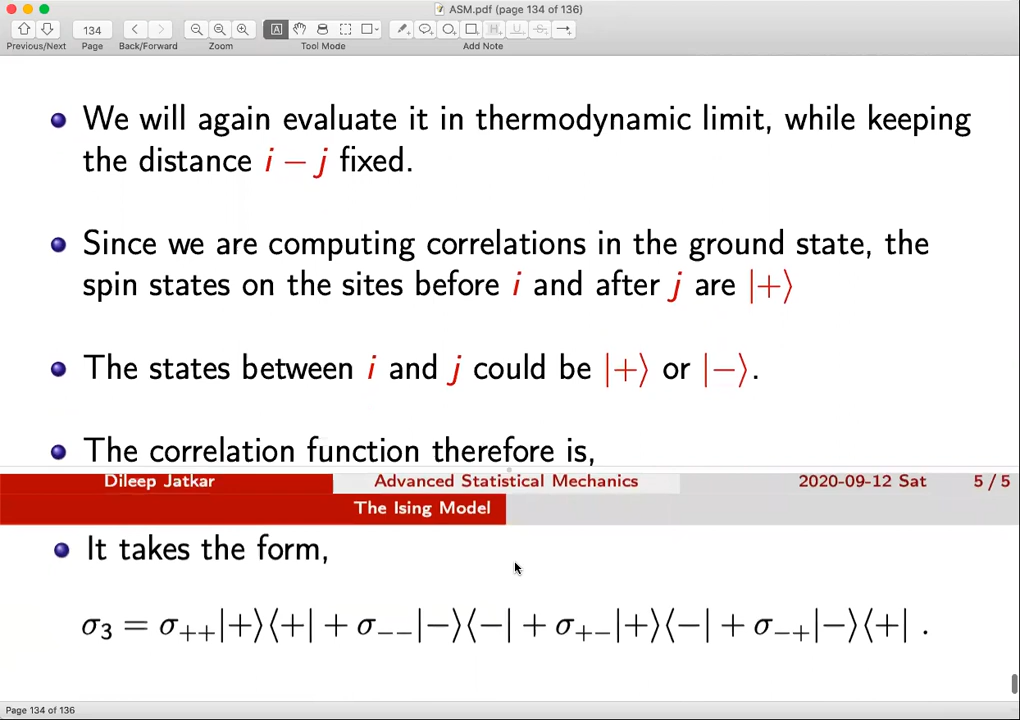 ASM.pdf (page 134 of 136)
134
Previous/Next Page Back/Forward Zoom Tool Mode Add Note
We will again evaluate it in thermodynamic limit, while keeping
the distance i − j fixed.
Since we are computing correlations in the ground state, the
spin states on the sites before i and after j are |+⟩
The states between i and j could be |+⟩ or |−⟩.
The correlation function therefore is,
Dileep Jatkar Advanced Statistical Mechanics 2020-09-12 Sat 5 / 5
The Ising Model
It takes the form,
σ₃ = σ₊₊|+⟩⟨+| + σ₋₋|−⟩⟨−| + σ₊₋|+⟩⟨−| + σ₋₊|−⟩⟨+| .
Page 134 of 136